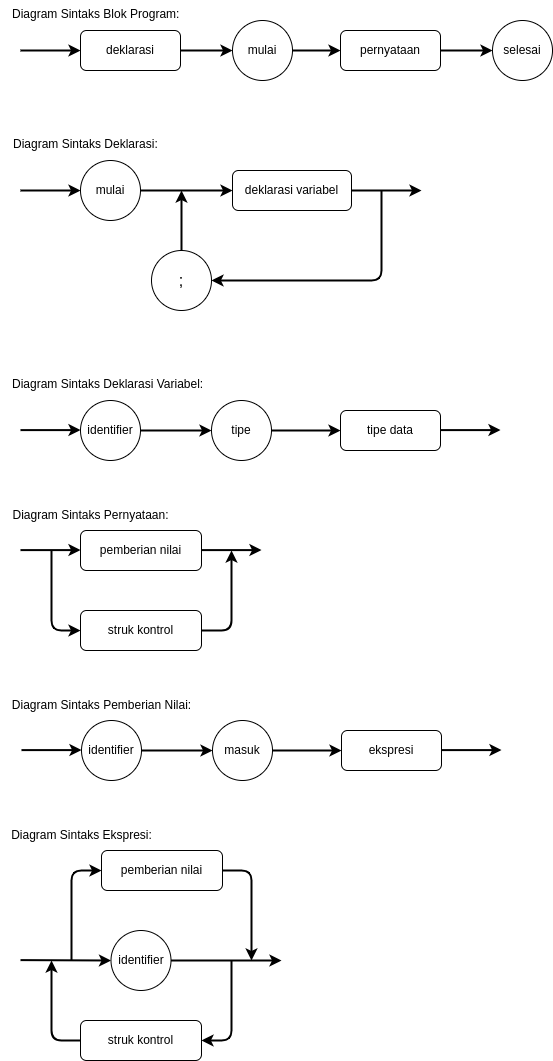 Diagram Sintaks Blok Program:
deklarasi mulai pernyataan selesai
Diagram Sintaks Deklarasi:
mulai deklarasi variabel
;
Diagram Sintaks Deklarasi Variabel:
identifier tipe tipe data
Diagram Sintaks Pernyataan:
pemberian nilai
struk kontrol
Diagram Sintaks Pemberian Nilai:
identifier masuk ekspresi
Diagram Sintaks Ekspresi:
pemberian nilai
identifier
struk kontrol